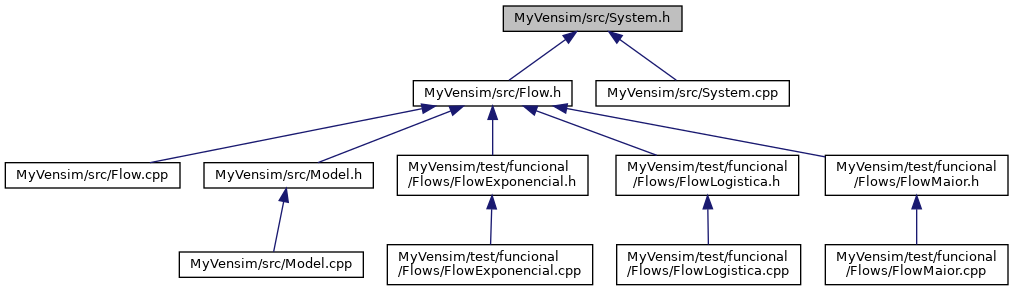 MyVensim/src/System.h
MyVensim/src/Flow.h
MyVensim/src/System.cpp
MyVensim/src/Flow.cpp
MyVensim/src/Model.h
MyVensim/test/funcional
/Flows/FlowExponencial.h
MyVensim/test/funcional
/Flows/FlowLogistica.h
MyVensim/test/funcional
/Flows/FlowMaior.h
MyVensim/src/Model.cpp
MyVensim/test/funcional
/Flows/FlowExponencial.cpp
MyVensim/test/funcional
/Flows/FlowLogistica.cpp
MyVensim/test/funcional
/Flows/FlowMaior.cpp